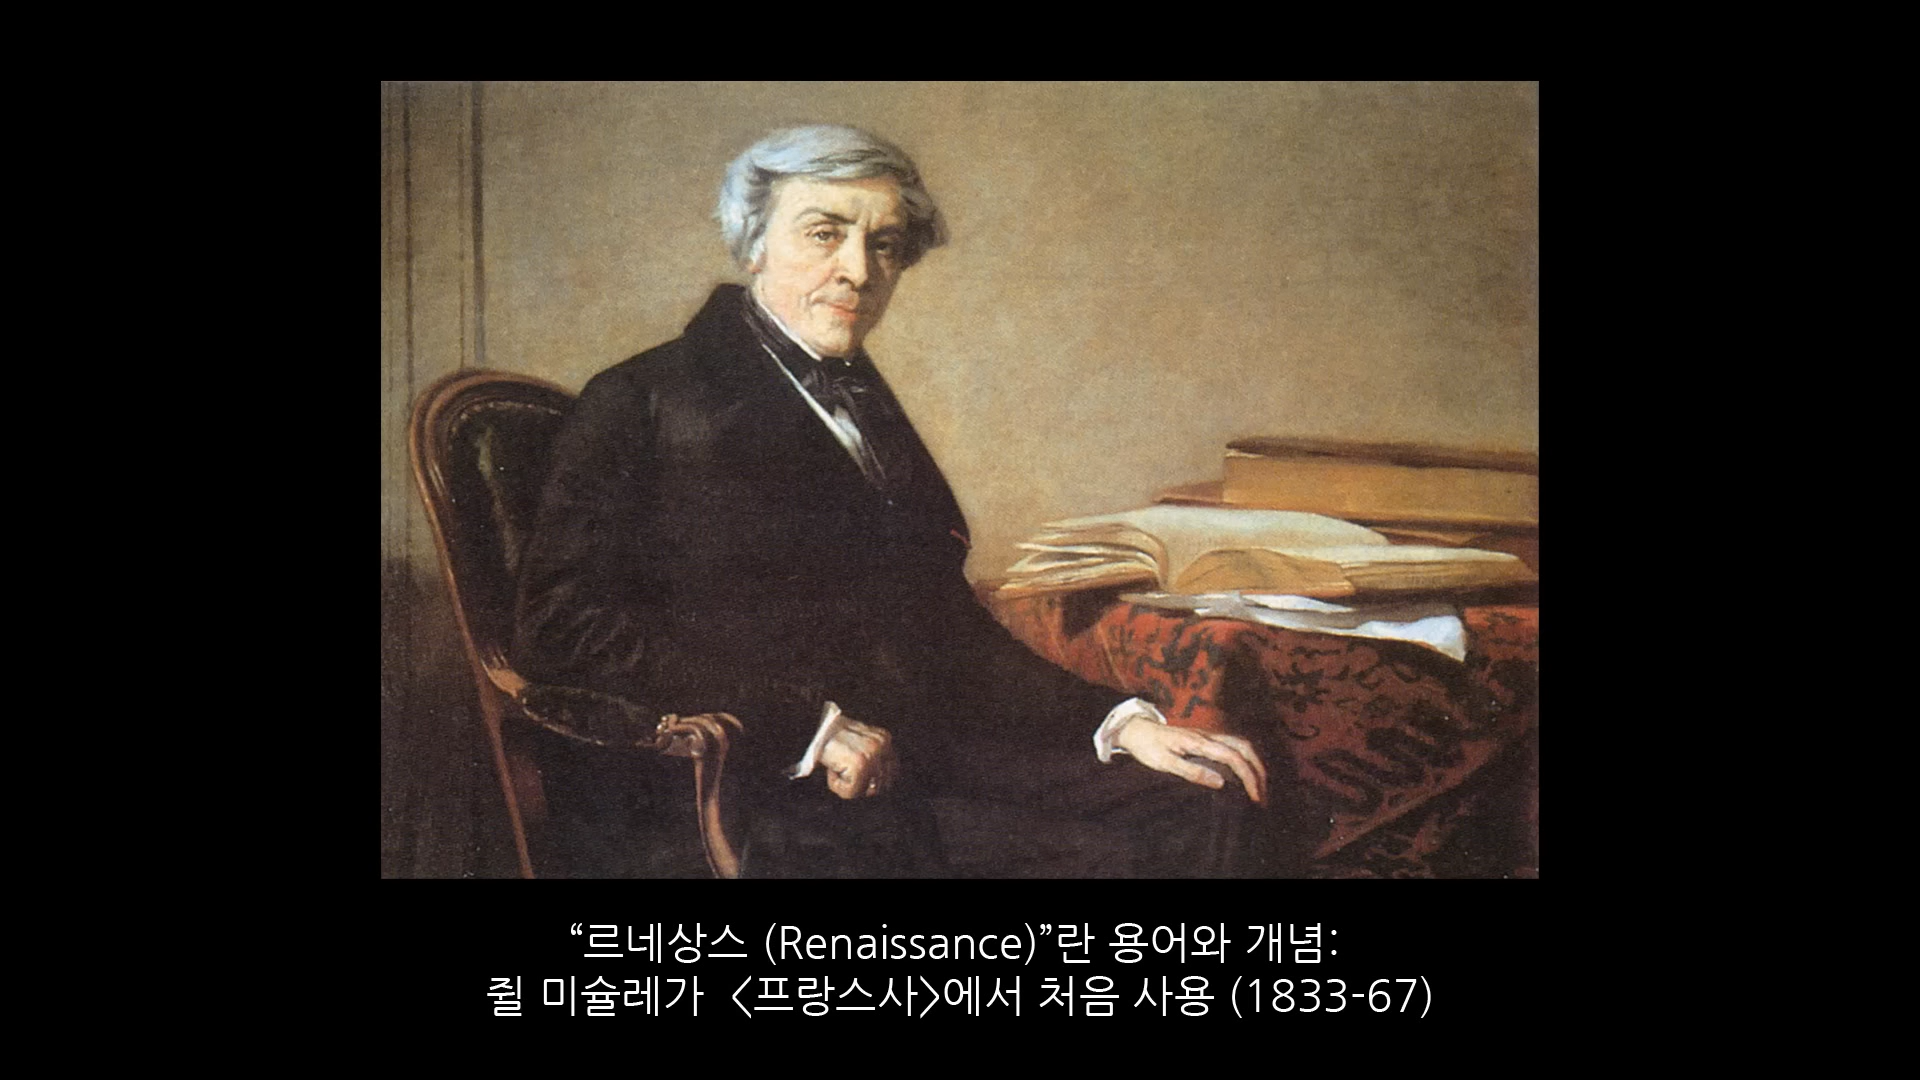 “르네상스 (Renaissance)”란 용어와 개념:
쥘 미슐레가 <프랑스사>에서 처음 사용 (1833-67)